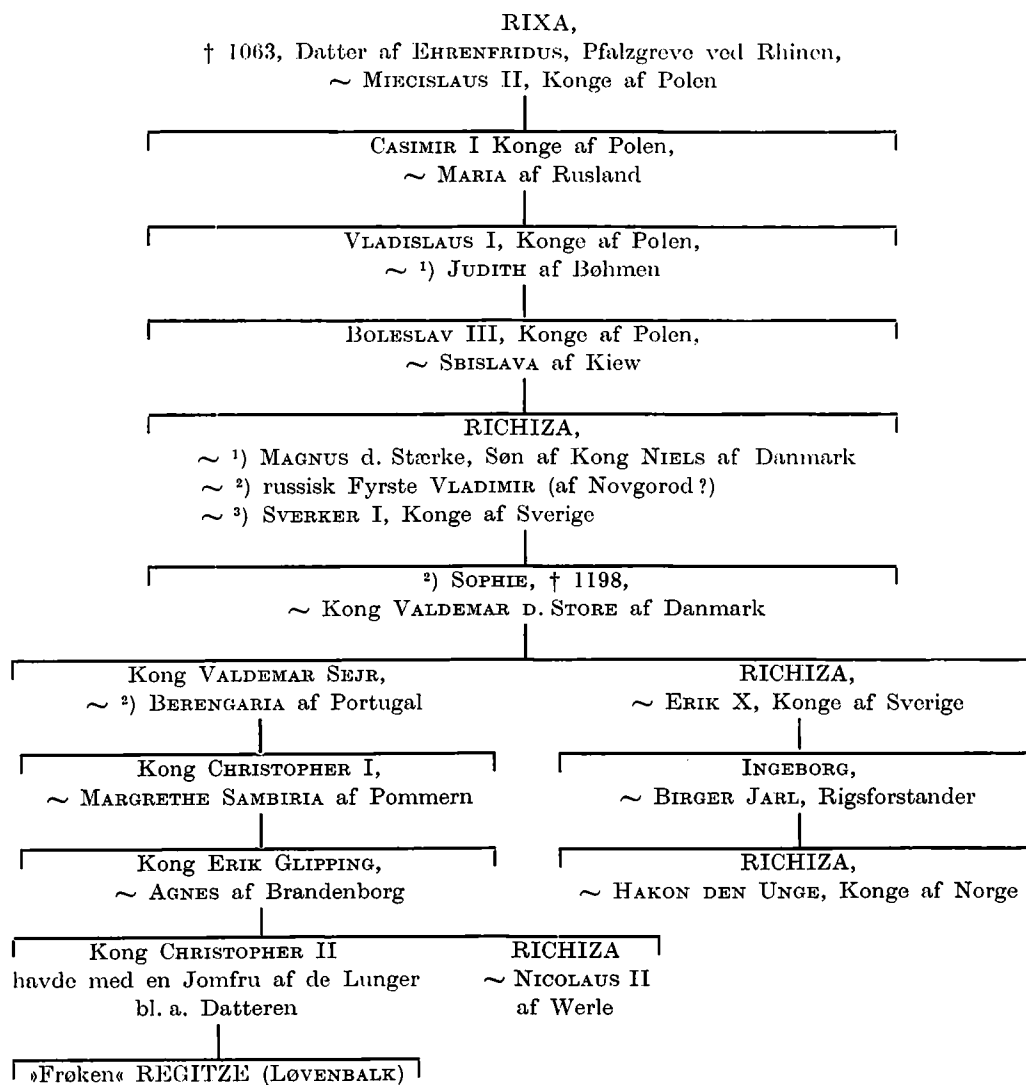 RIXA,
† 1063, Datter af EHRENFRIDUS, Pfalzgreve ved Rhinen,
~ MIECISLAUS II, Konge af Polen
CASIMIR I Konge af Polen,
~ MARIA af Rusland
VLADISLAUS I, Konge af Polen,
~ ¹) JUDITH af Bøhmen
BOLESLAV III, Konge af Polen,
~ SBISLAVA af Kiew
RICHIZA,
~ ¹) MAGNUS d. Stærke, Søn af Kong NIELS af Danmark
~ ²) russisk Fyrste VLADIMIR (af Novgorod?)
~ ³) SVERKER I, Konge af Sverige
²) SOPHIE, † 1198,
~ Kong VALDEMAR D. STORE af Danmark
Kong VALDEMAR SEJR,
~ ²) BERENGARIA af Portugal
RICHIZA,
~ ERIK X, Konge af Sverige
Kong CHRISTOPHER I,
~ MARGRETHE SAMBIRIA af Pommern
INGEBORG,
~ BIRGER JARL, Rigsforstander
Kong ERIK GLIPPING,
~ AGNES af Brandenborg
RICHIZA,
~ HAKON DEN UNGE, Konge af Norge
Kong CHRISTOPHER II
havde med en Jomfru af de Lunger
bl. a. Datteren
RICHIZA
~ NICOLAUS II
af Werle
»Frøken« REGITZE (LØVENBALK)